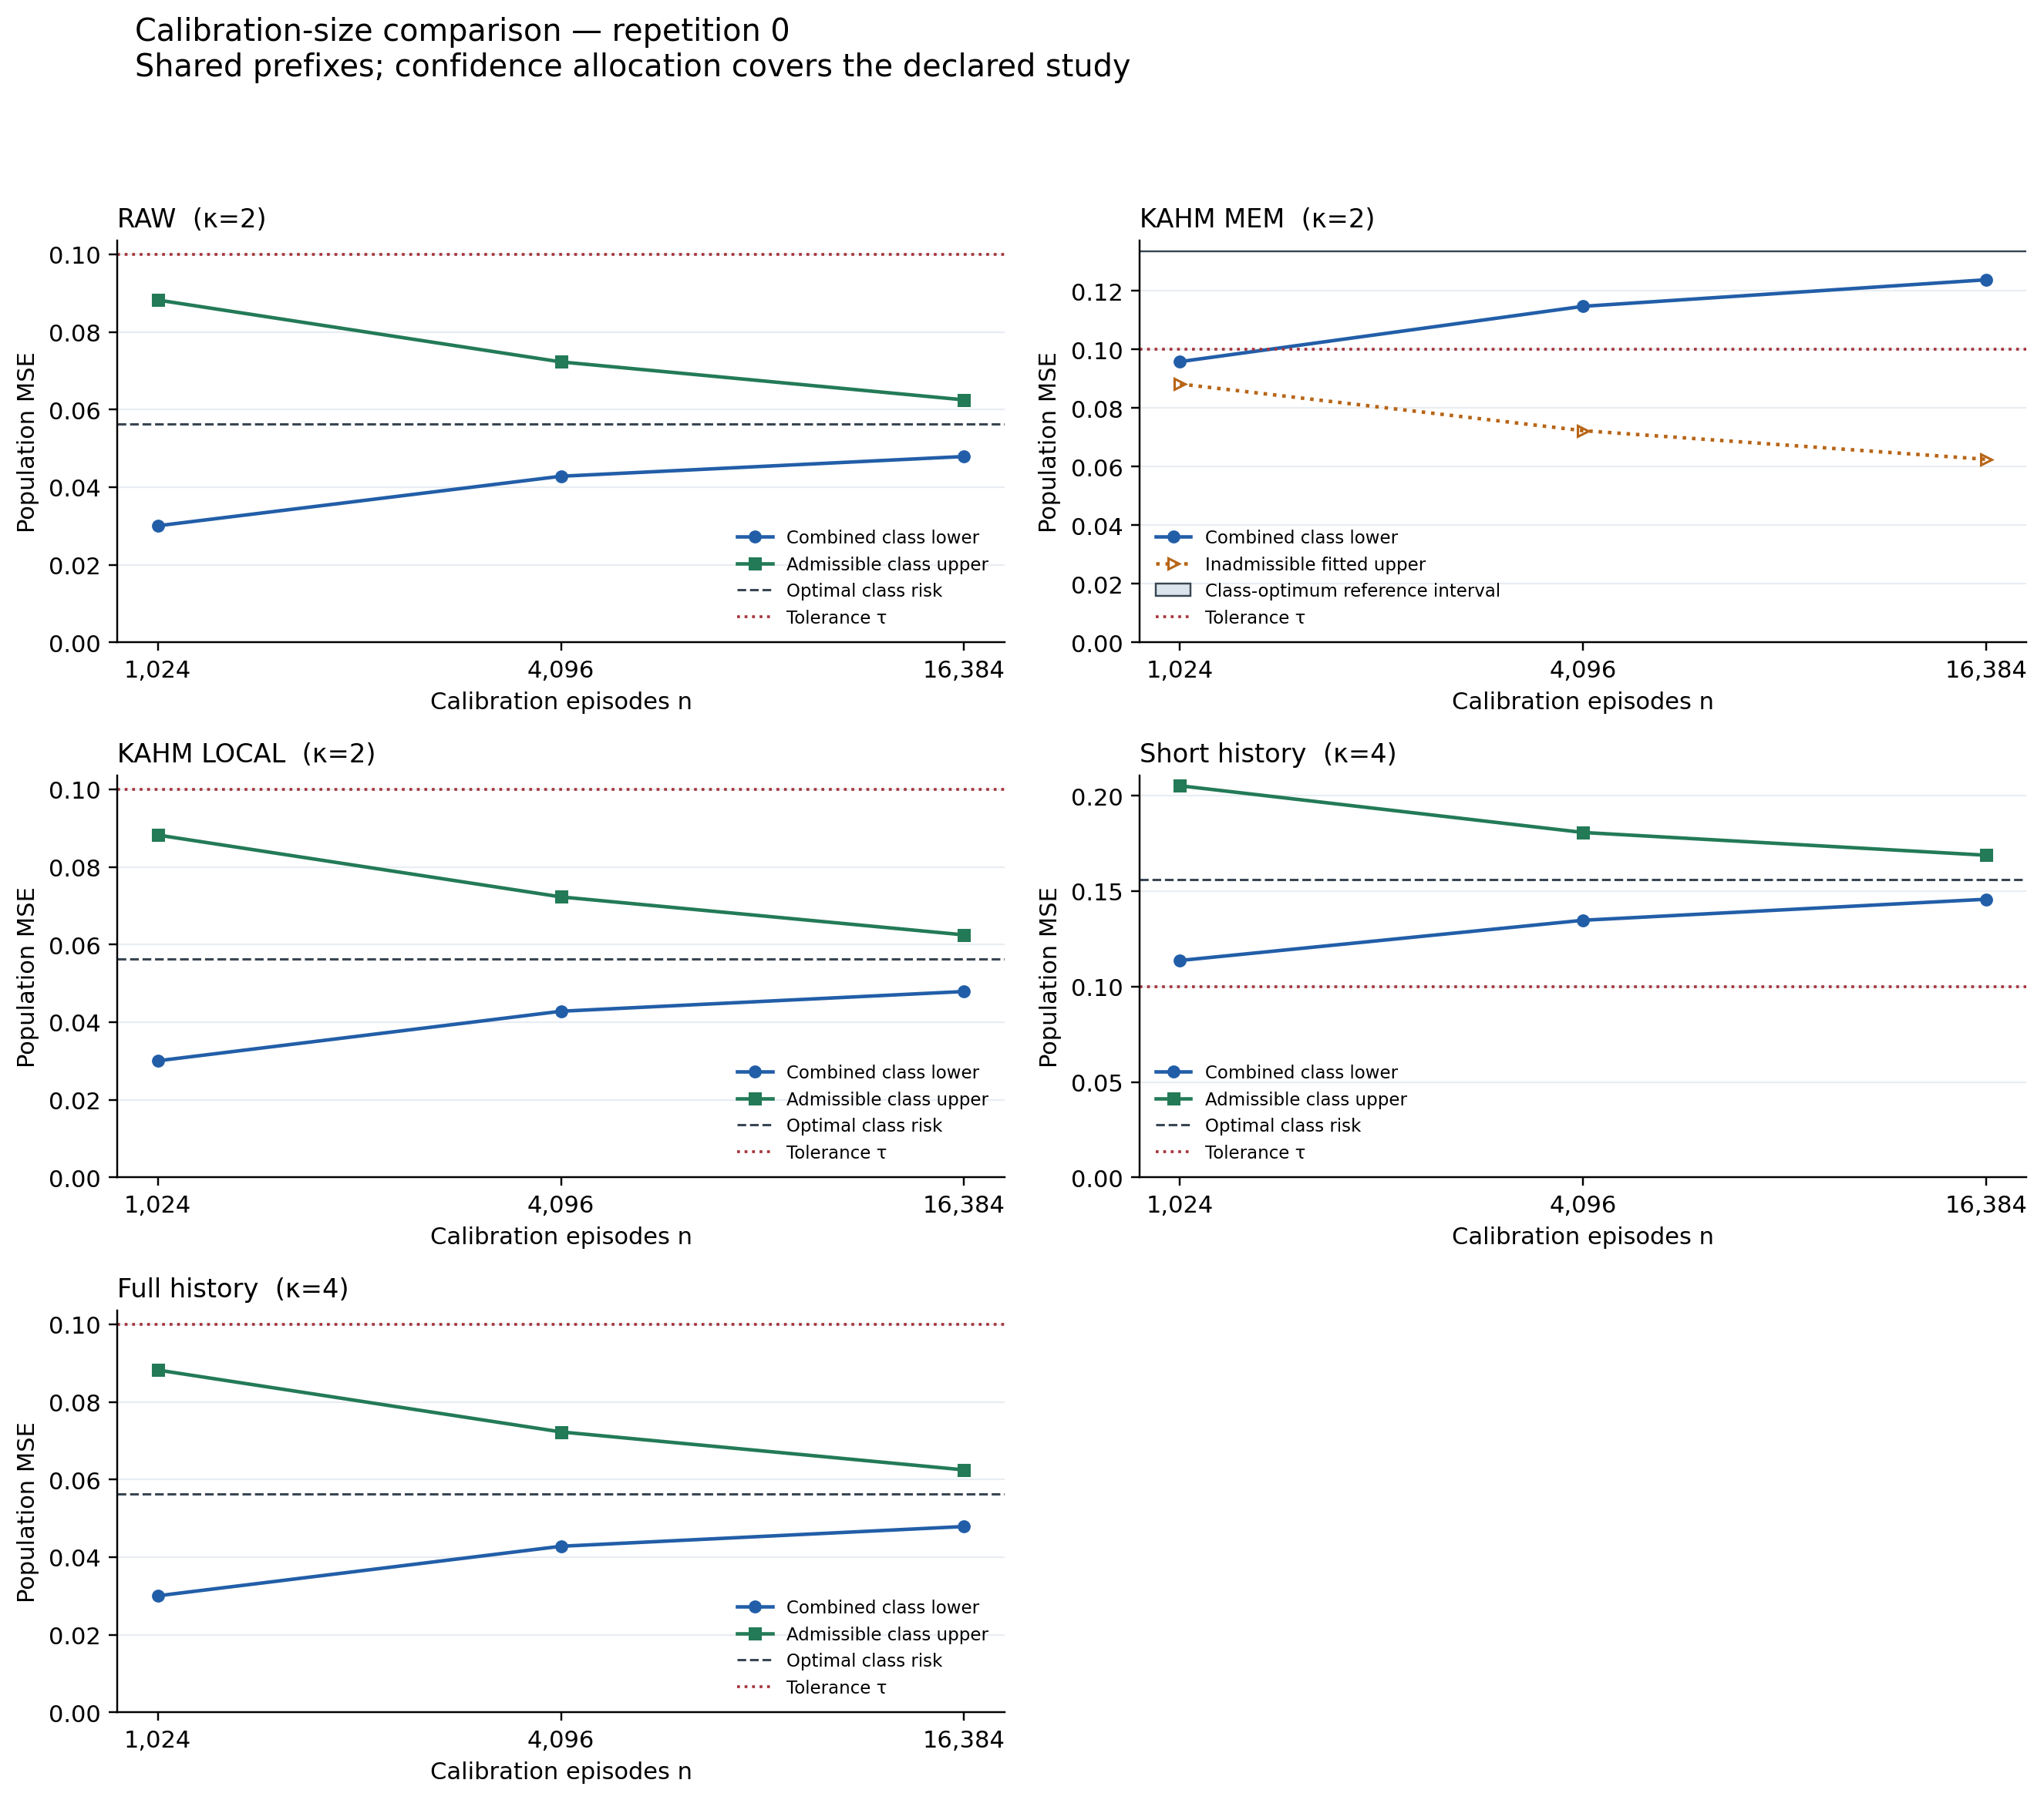 Calibration-size comparison — repetition 0
Shared prefixes; confidence allocation covers the declared study
RAW (κ=2)
Population MSE
0.10
0.08
0.06
0.04
0.02
0.00
Combined class lower
Admissible class upper
Optimal class risk
Tolerance τ
1,024 4,096 16,384
Calibration episodes n
KAHM MEM (κ=2)
Population MSE
0.12
0.10
0.08
0.06
0.04
0.02
0.00
Combined class lower
Inadmissible fitted upper
Class-optimum reference interval
Tolerance τ
1,024 4,096 16,384
Calibration episodes n
KAHM LOCAL (κ=2)
Population MSE
0.10
0.08
0.06
0.04
0.02
0.00
Combined class lower
Admissible class upper
Optimal class risk
Tolerance τ
1,024 4,096 16,384
Calibration episodes n
Short history (κ=4)
Population MSE
0.20
0.15
0.10
0.05
0.00
Combined class lower
Admissible class upper
Optimal class risk
Tolerance τ
1,024 4,096 16,384
Calibration episodes n
Full history (κ=4)
Population MSE
0.10
0.08
0.06
0.04
0.02
0.00
Combined class lower
Admissible class upper
Optimal class risk
Tolerance τ
1,024 4,096 16,384
Calibration episodes n